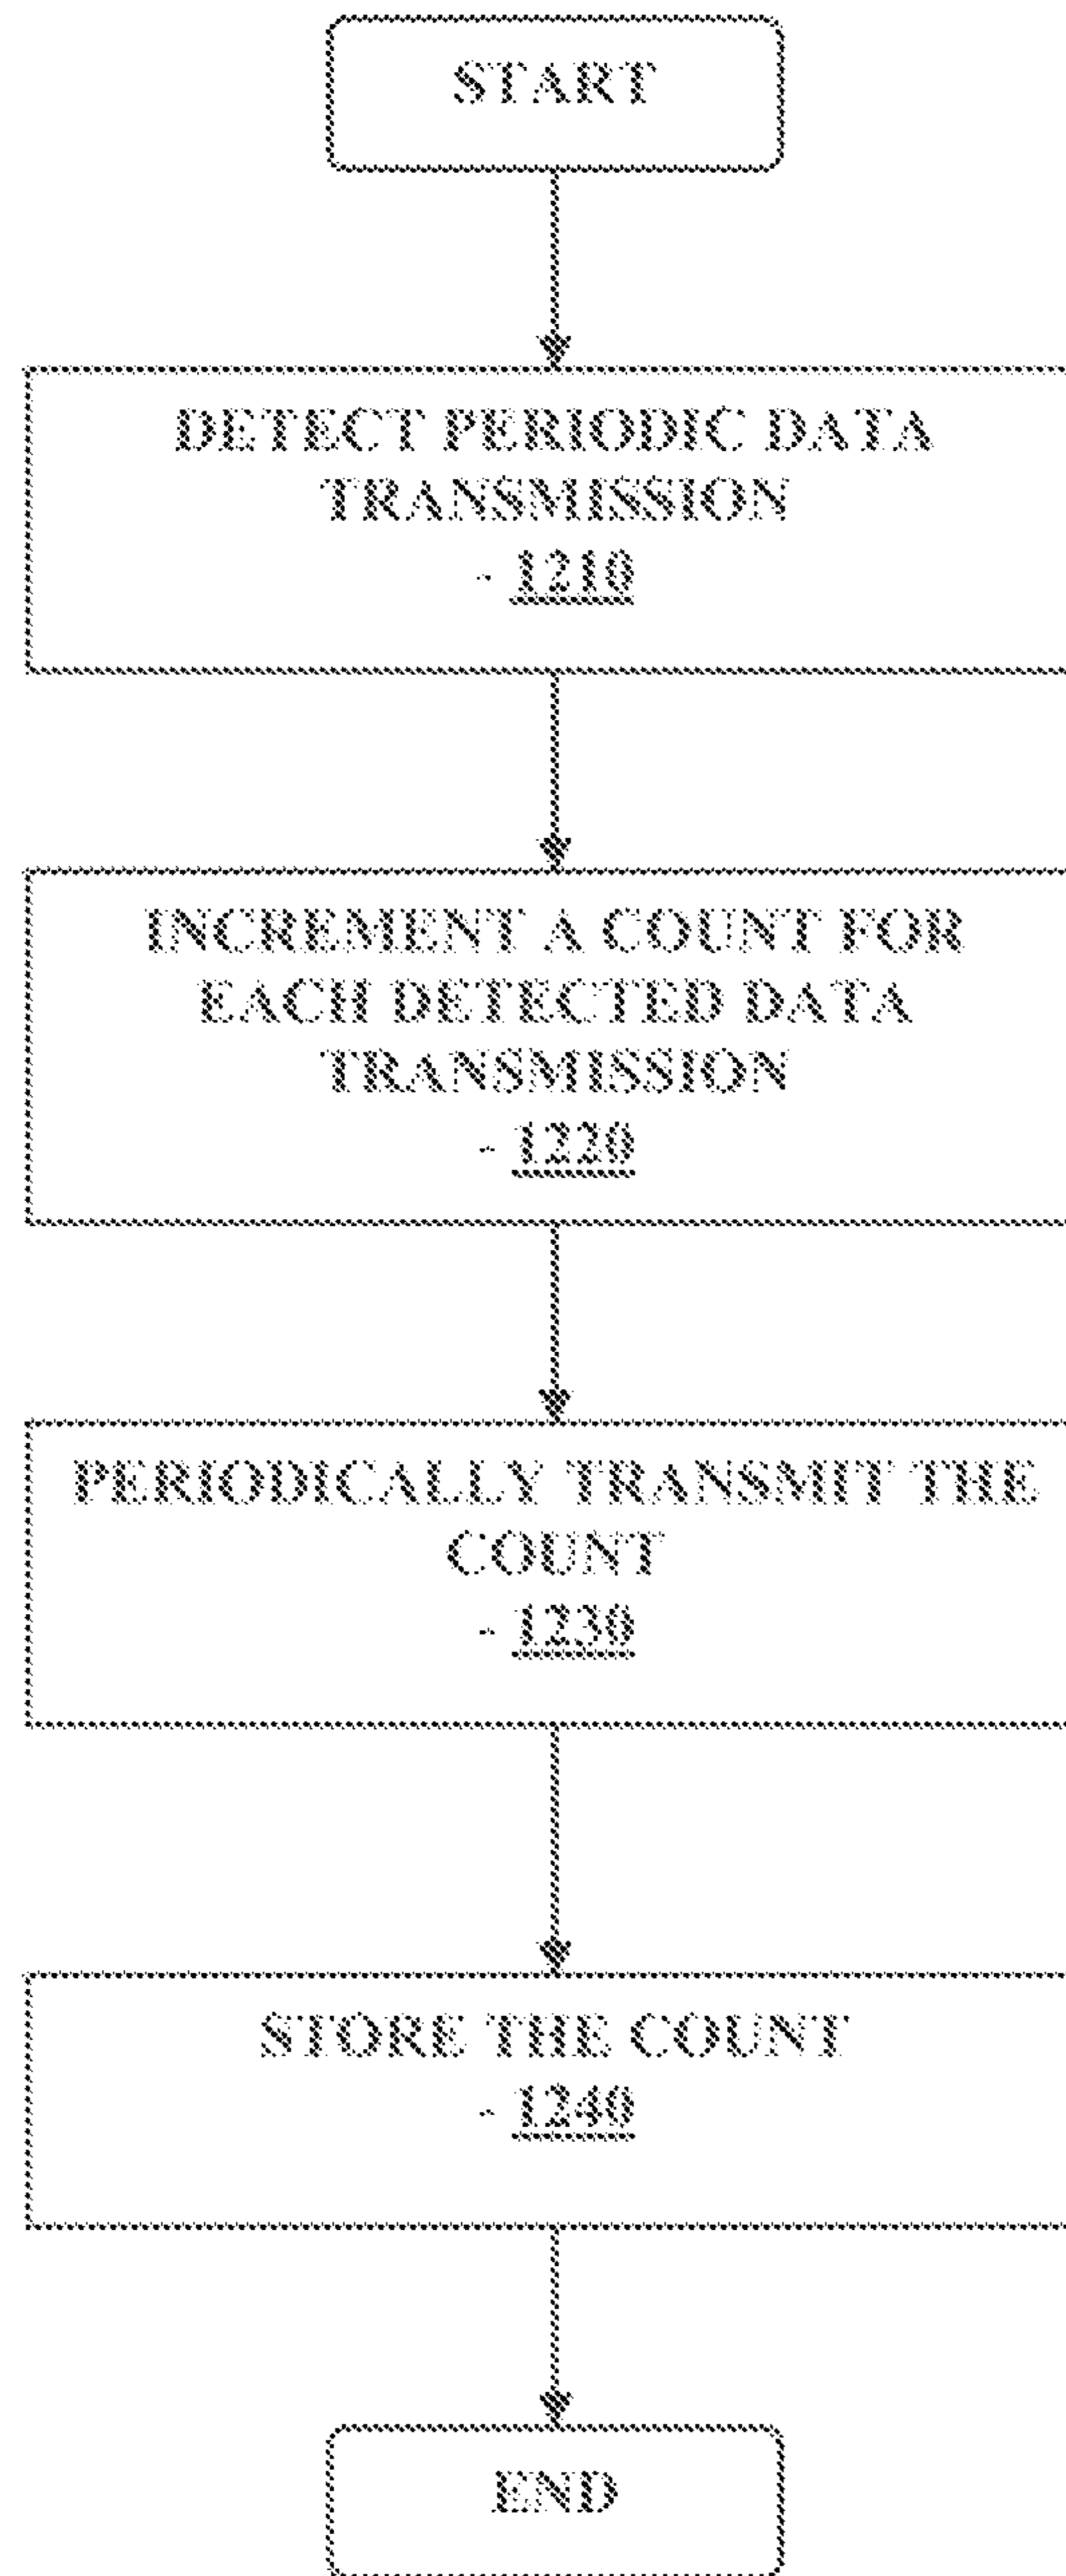 START
DETECT PERIODIC DATA
TRANSMISSION
- 1210
INCREMENT A COUNT FOR
EACH DETECTED DATA
TRANSMISSION
- 1220
PERIODICALLY TRANSMIT THE
COUNT
- 1230
STORE THE COUNT
- 1240
END